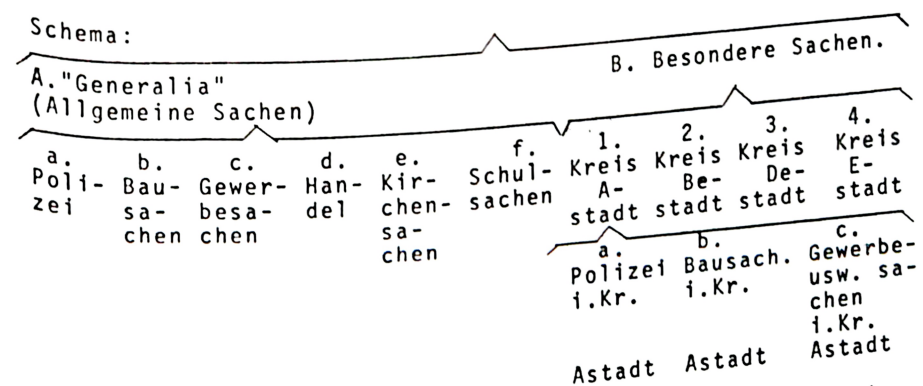 Schema:
A."Generalia" B. Besondere Sachen.
(Allgemeine Sachen)
a. b. c. d. e. f. 1. 2. 3. 4.
Poli- Bau- Gewer- Han- Kir- Schul- Kreis Kreis Kreis Kreis
zei sa- besa- del chen- sachen A- Be- De- E-
chen chen sa- stadt stadt stadt stadt
chen
a. b. c.
Polizei Bausach. Gewerbe-
i.Kr. i.Kr. usw. sa-
chen
i.Kr.
Astadt Astadt Astadt